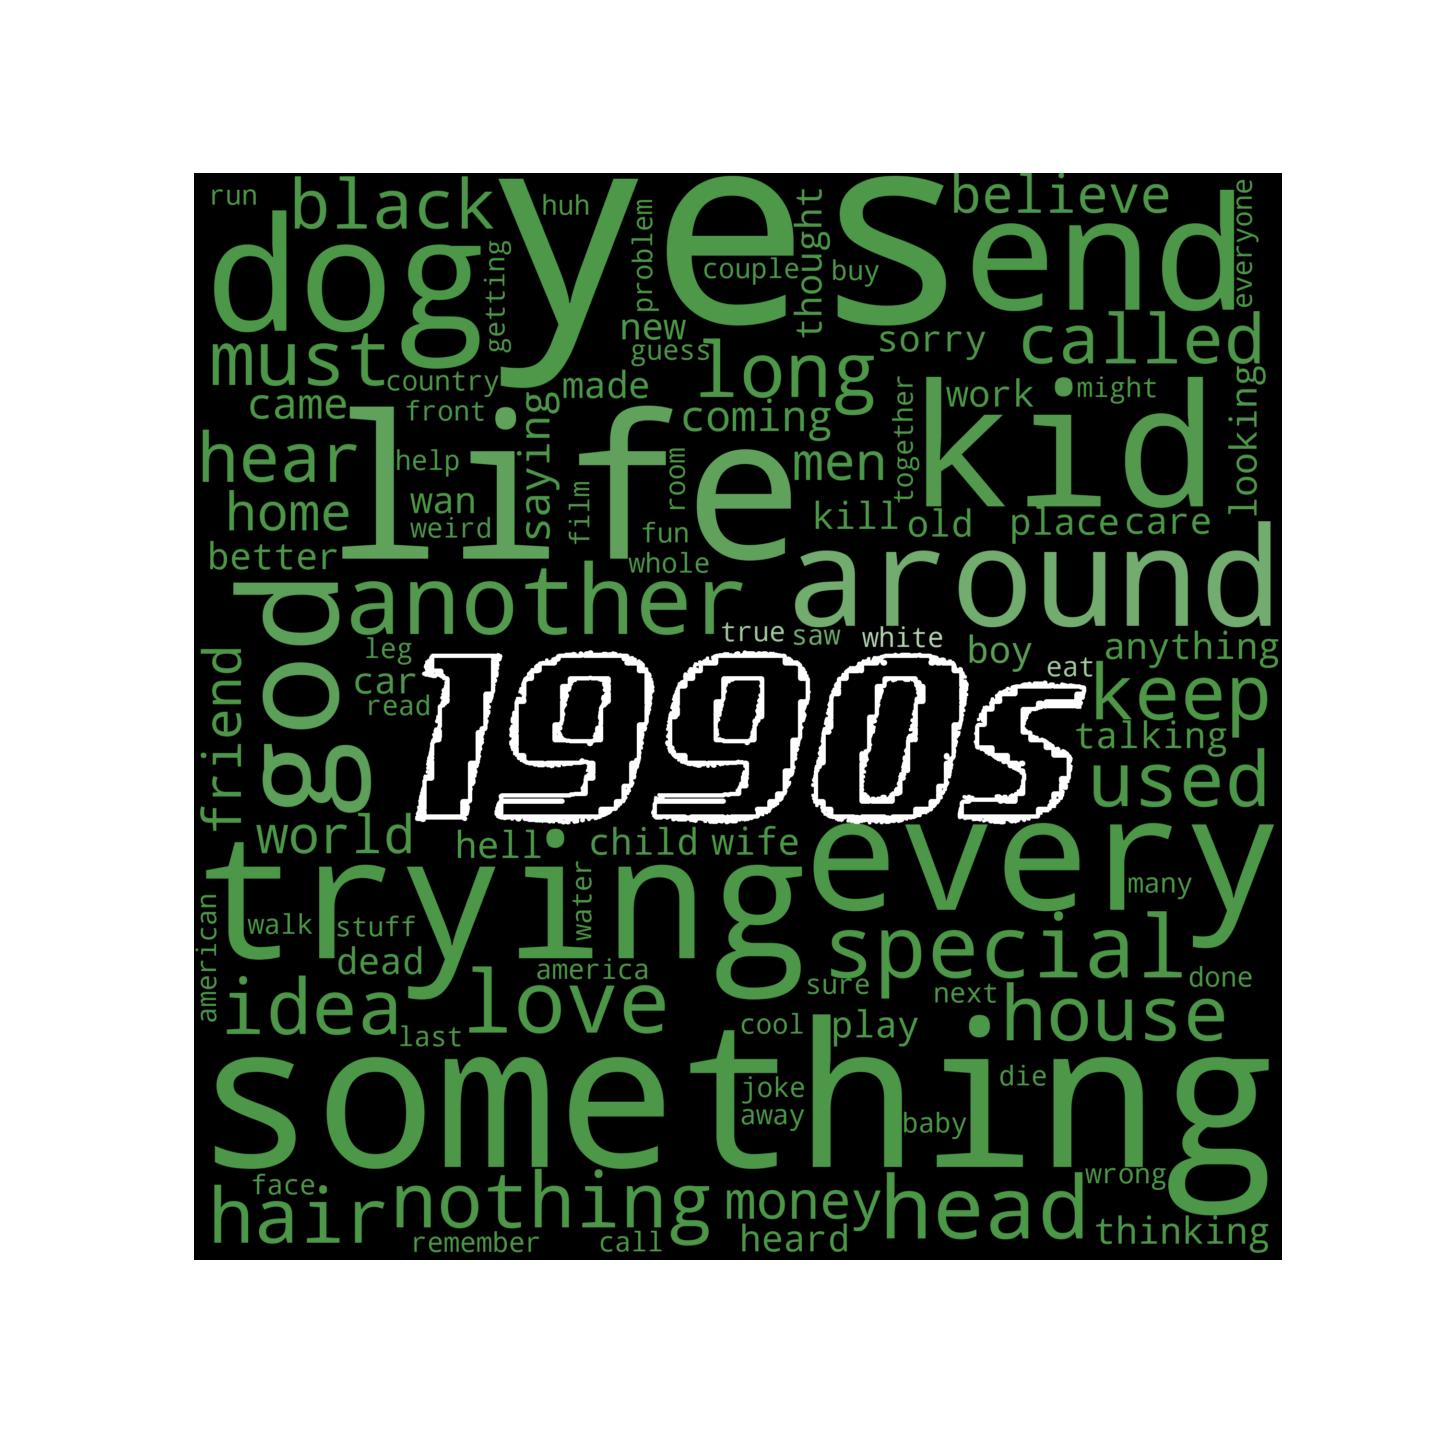 run
black
yes
huh
believe
everyone
dog
end
getting
problem
couple
buy
thought
new
guess
sorry
called
must
long
country
made
came
front
coming
work
might
looking
life
kid
hear
help
saying
room
men
together
home
wan
weird
film
fun
kill
old
place
care
better
whole
another
around
god
true
saw
white
boy
anything
leg
eat
friend
car
read
1990s
keep
talking
used
world
hell
child
wife
every
trying
water
many
american
walk
stuff
special
dead
america
sure
next
done
idea
love
last
cool
play
house
something
joke
die
away
baby
face
wrong
hair
nothing
money
head
remember
call
heard
thinking